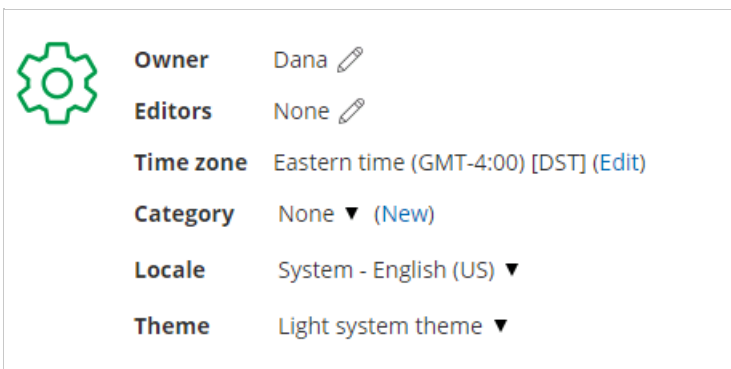 Owner Dana
Editors None
Time zone Eastern time (GMT-4:00) [DST] (Edit)
Category None ▼ (New)
Locale System - English (US) ▼
Theme Light system theme ▼